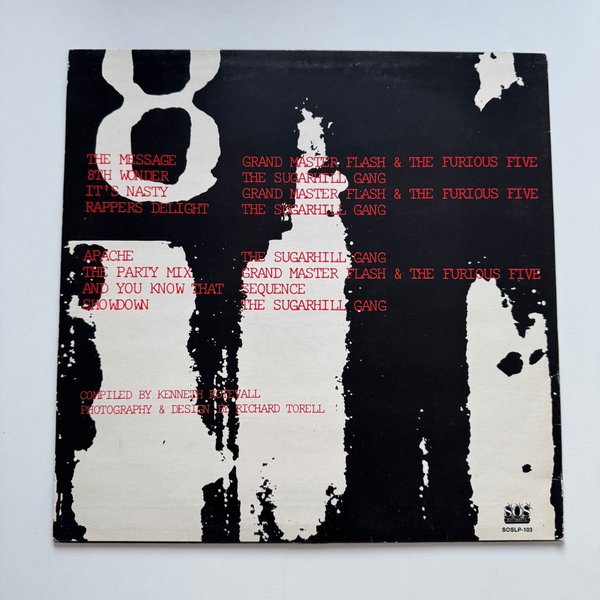 8
THE MESSAGE GRAND MASTER FLASH & THE FURIOUS FIVE
8TH WONDER THE SUGARHILL GANG
IT'S NASTY GRAND MASTER FLASH & THE FURIOUS FIVE
RAPPERS DELIGHT THE SUGARHILL GANG
APACHE THE SUGARHILL GANG
THE PARTY MIX GRAND MASTER FLASH & THE FURIOUS FIVE
AND YOU KNOW THAT SEQUENCE
SHOWDOWN THE SUGARHILL GANG
COMPILED BY KENNETH
PHOTOGRAPHY & DESIGN BY RICHARD TORELL
SOS
SOSLP-103